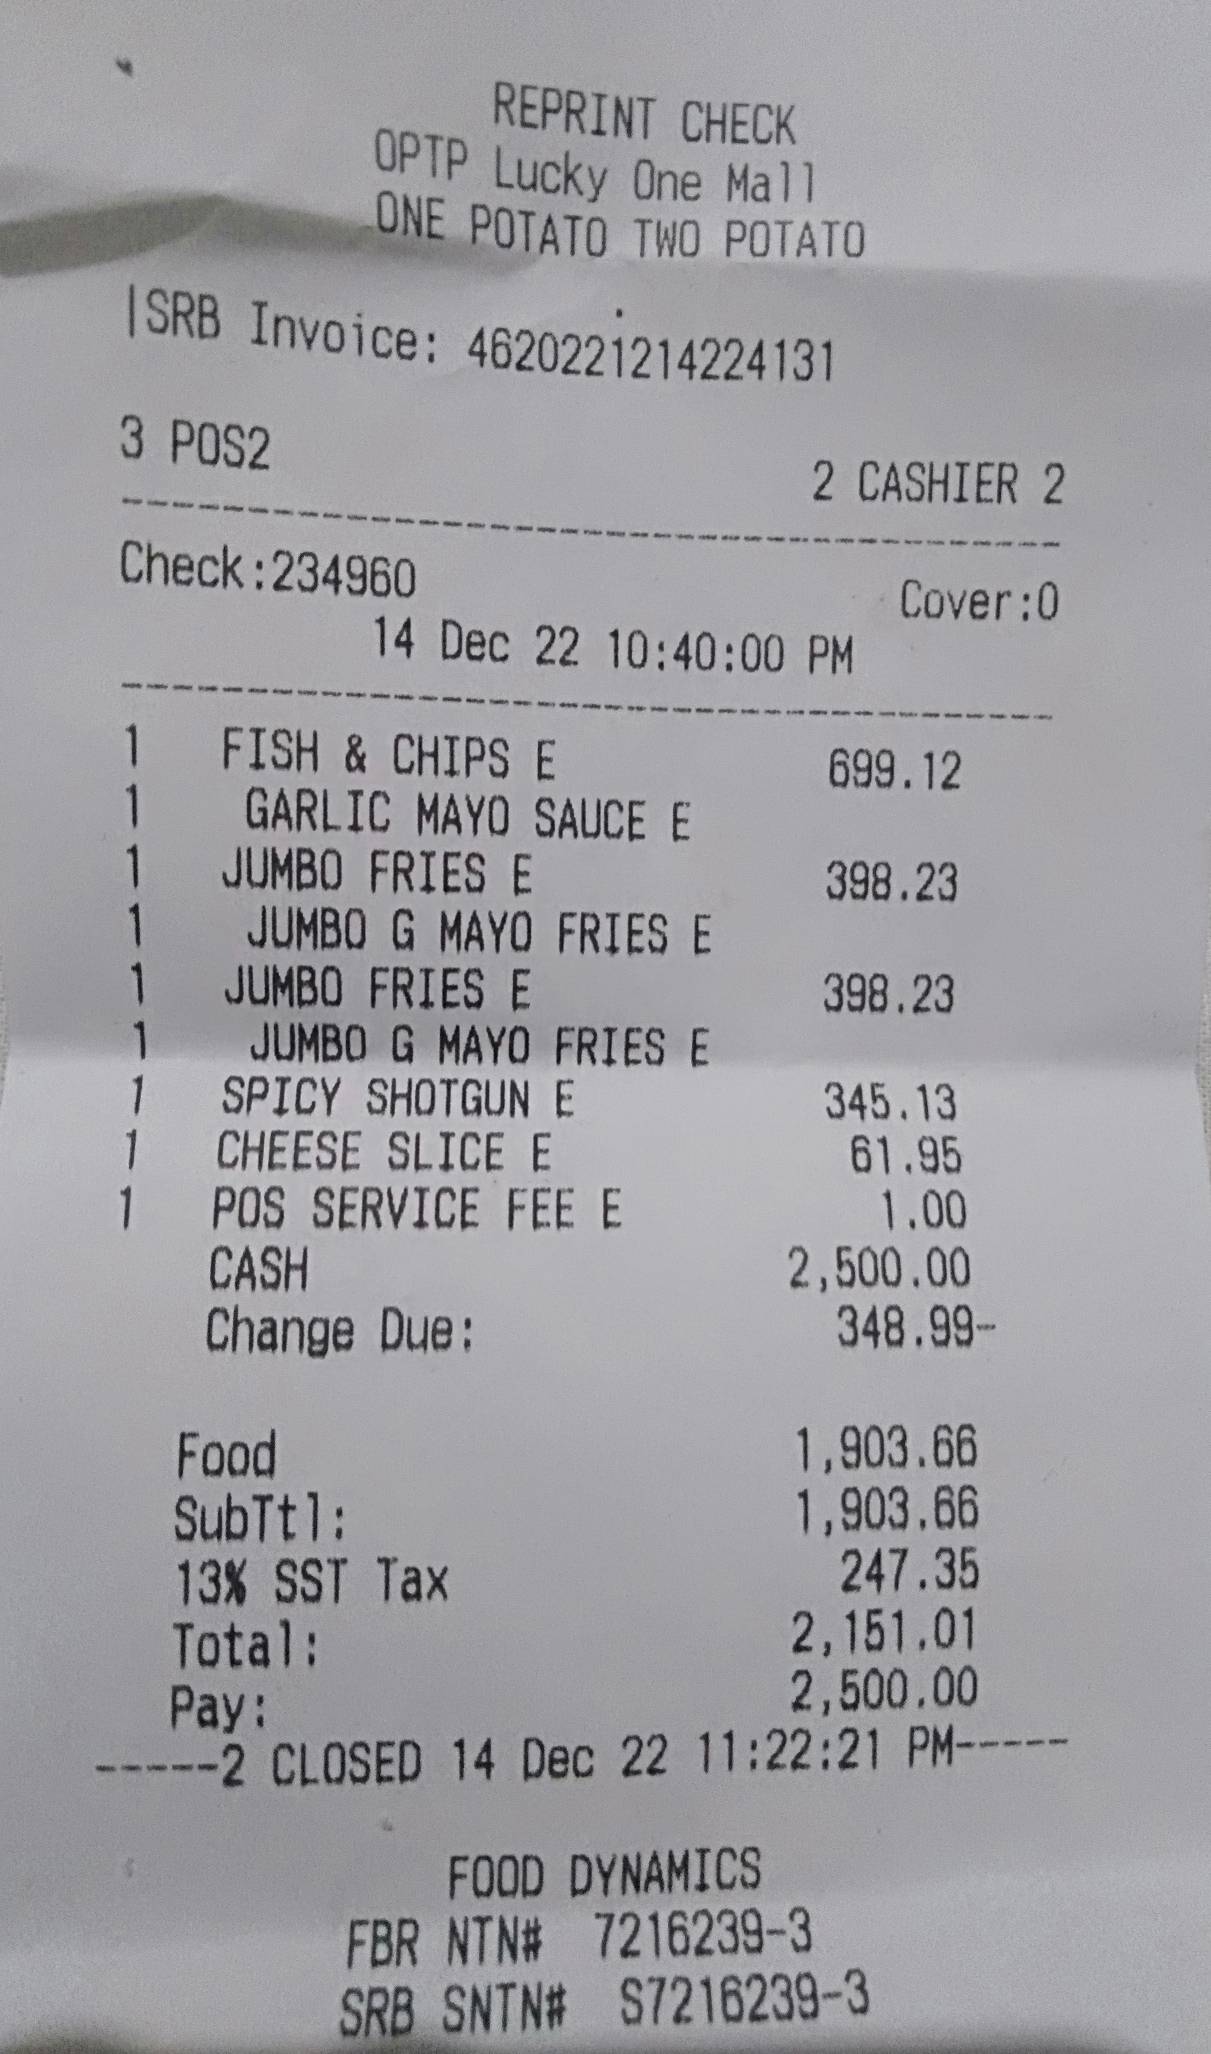 REPRINT CHECK
OPTP Lucky One Mall
ONE POTATO TWO POTATO
|SRB Invoice: 4620221214224131
3 POS2 2 CASHIER 2
--------------------------------------
Check:234960 Cover:0
14 Dec 22 10:40:00 PM
--------------------------------------
1 FISH & CHIPS E 699.12
1 GARLIC MAYO SAUCE E
1 JUMBO FRIES E 398.23
1 JUMBO G MAYO FRIES E
1 JUMBO FRIES E 398.23
1 JUMBO G MAYO FRIES E
1 SPICY SHOTGUN E 345.13
1 CHEESE SLICE E 61.95
1 POS SERVICE FEE E 1.00
CASH 2,500.00
Change Due: 348.99-
Food 1,903.66
SubTtl: 1,903.66
13% SST Tax 247.35
Total: 2,151.01
Pay: 2,500.00
-----2 CLOSED 14 Dec 22 11:22:21 PM-----
FOOD DYNAMICS
FBR NTN# 7216239-3
SRB SNTN# S7216239-3